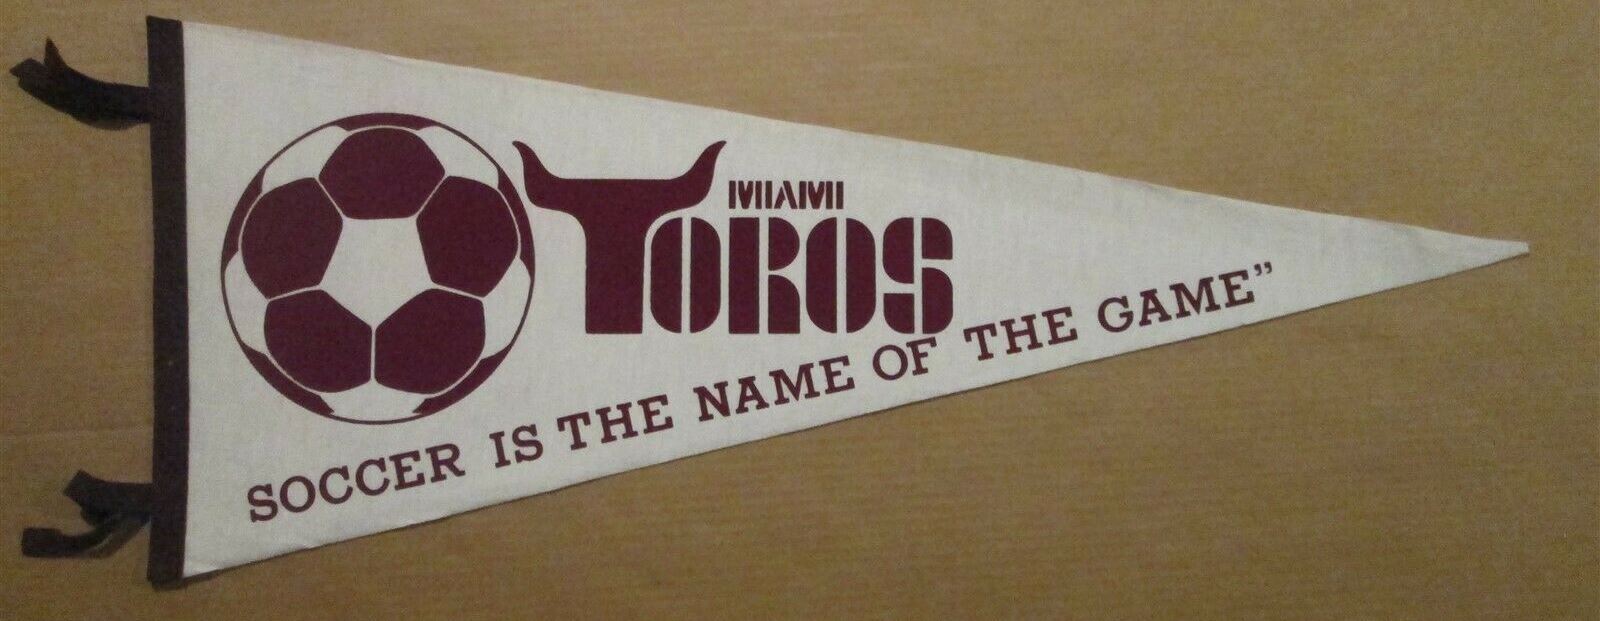 MIAMI
TOROS
SOCCER IS THE NAME OF THE GAME”